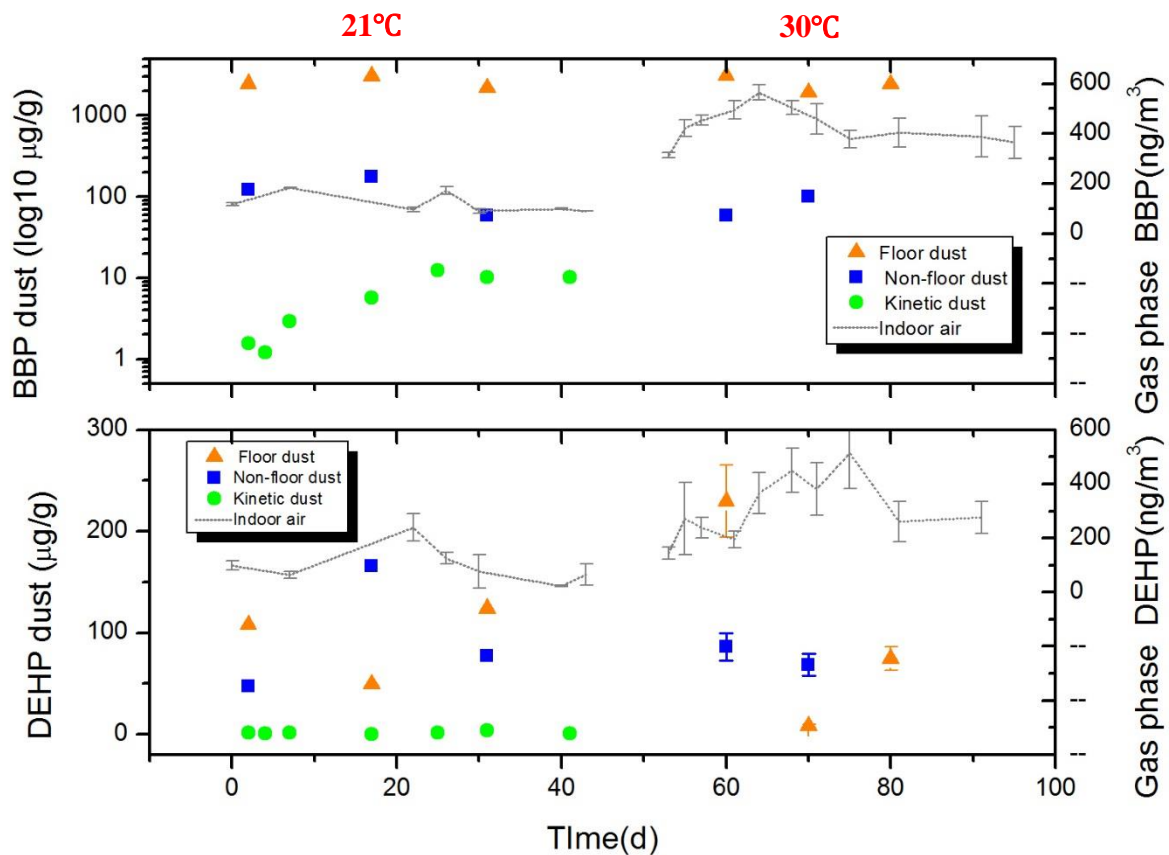 21℃ 30℃
BBP dust (log10 μg/g)
1000
100
10
1
600
400
200
0
--
--
--
Gas phase BBP(ng/m³)
Floor dust
Non-floor dust
Kinetic dust
Indoor air
DEHP dust (μg/g)
300
200
100
0
600
400
200
0
--
--
--
Gas phase DEHP(ng/m³)
Floor dust
Non-floor dust
Kinetic dust
Indoor air
0 20 40 60 80 100
TIme(d)